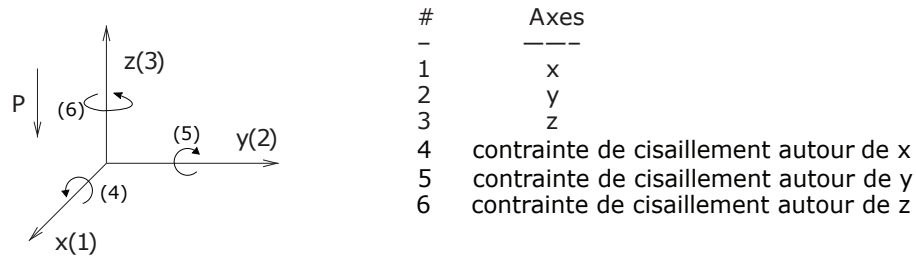 z(3)
P
(6)
(5)
y(2)
(4)
x(1)
# Axes
– ––––
1 x
2 y
3 z
4 contrainte de cisaillement autour de x
5 contrainte de cisaillement autour de y
6 contrainte de cisaillement autour de z